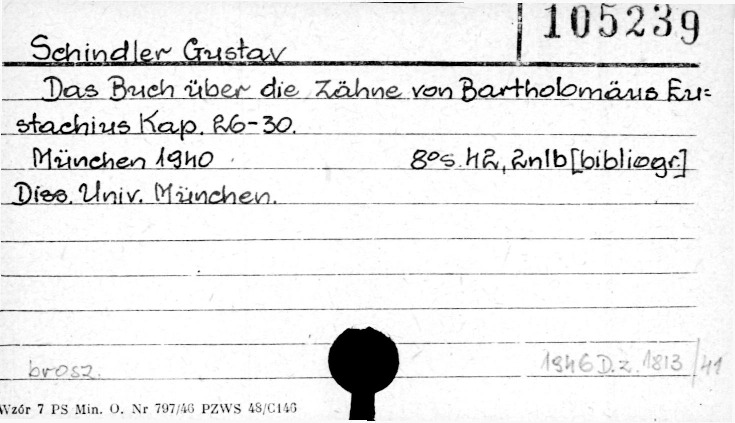 105239
Schindler Gustav
Das Buch über die Zähne von Bartholomäus Eu=
stachius Kap. 26-30.
München 1940 8° s. 42, 2nlb [bibliogr.]
Diss. Univ. München.
brosz. 1946 D.z. 1813/41
Wzór 7 PS Min. O. Nr 797/46 PZWS 48/C146